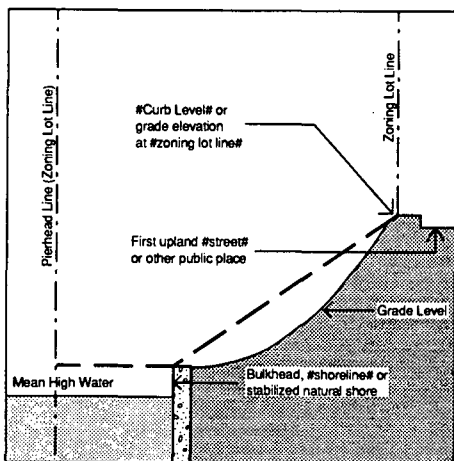 Pierhead Line (Zoning Lot Line)
Zoning Lot Line
#Curb Level# or
grade elevation
at #zoning lot line#
First upland #street#
or other public place
Grade Level
Mean High Water
Bulkhead, #shoreline# or
stabilized natural shore